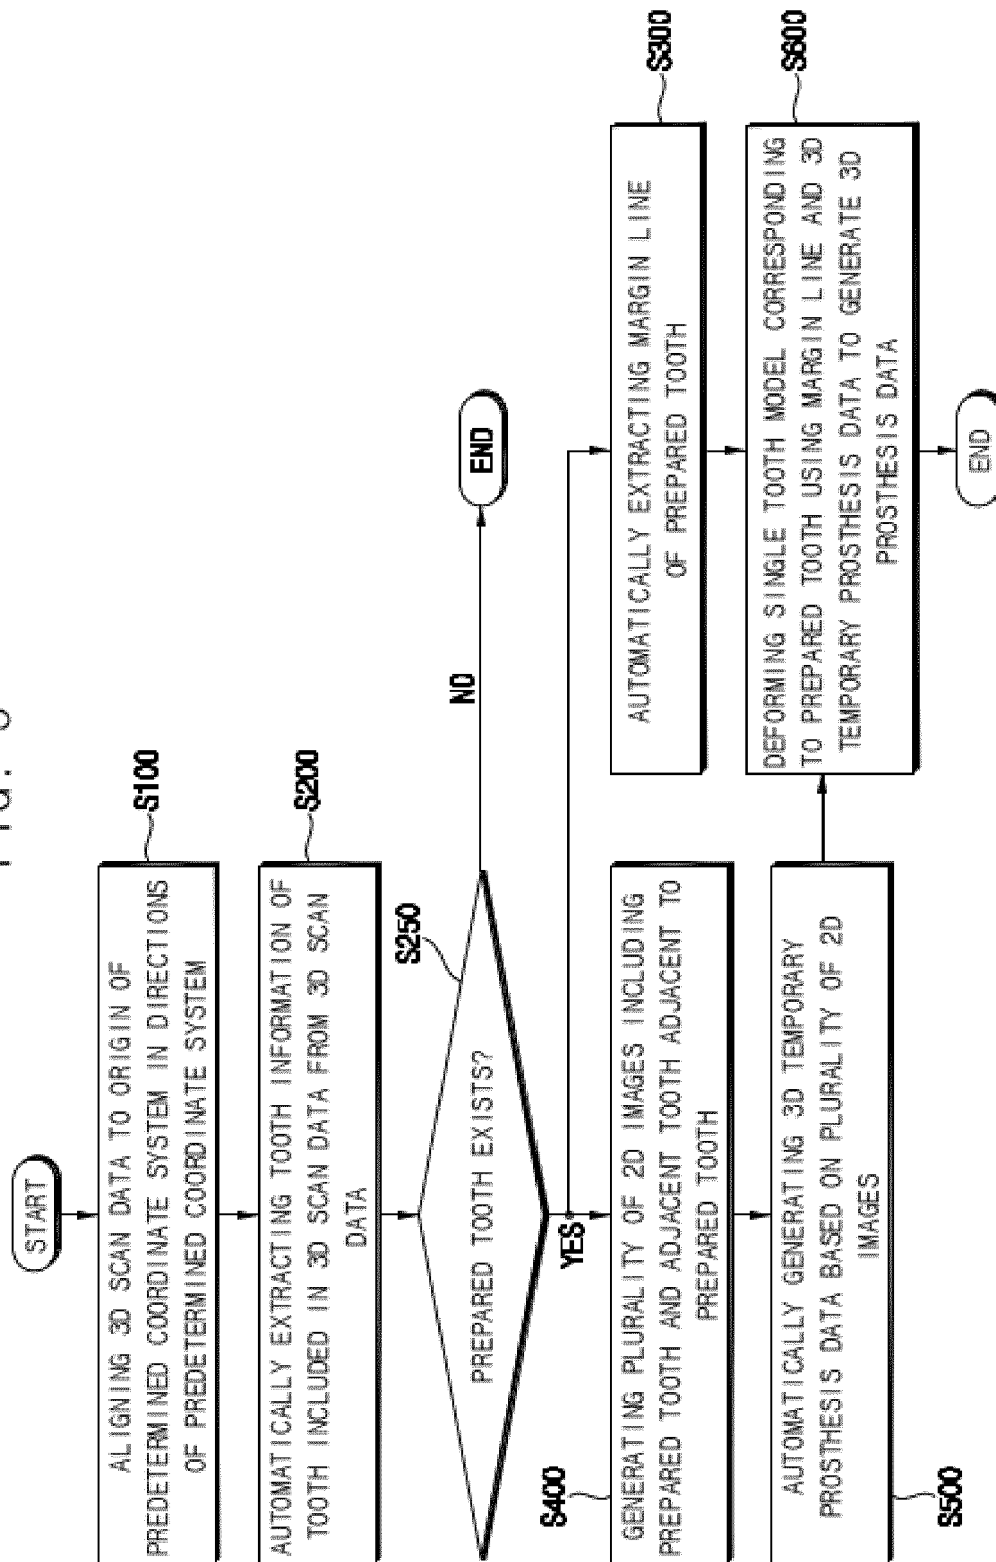 START
S100
ALIGNING 3D SCAN DATA TO ORIGIN OF
PREDETERMINED COORDINATE SYSTEM IN DIRECTIONS
OF PREDETERMINED COORDINATE SYSTEM
S200
AUTOMATICALLY EXTRACTING TOOTH INFORMATION OF
TOOTH INCLUDED IN 3D SCAN DATA FROM 3D SCAN
DATA
S250
PREPARED TOOTH EXISTS?
NO
END
YES
S400
GENERATING PLURALITY OF 2D IMAGES INCLUDING
PREPARED TOOTH AND ADJACENT TOOTH ADJACENT TO
PREPARED TOOTH
S300
AUTOMATICALLY EXTRACTING MARGIN LINE
OF PREPARED TOOTH
AUTOMATICALLY GENERATING 3D TEMPORARY
PROSTHESIS DATA BASED ON PLURALITY OF 2D
IMAGES
S500
S600
DEFORMING SINGLE TOOTH MODEL CORRESPONDING
TO PREPARED TOOTH USING MARGIN LINE AND 3D
TEMPORARY PROSTHESIS DATA TO GENERATE 3D
PROSTHESIS DATA
END